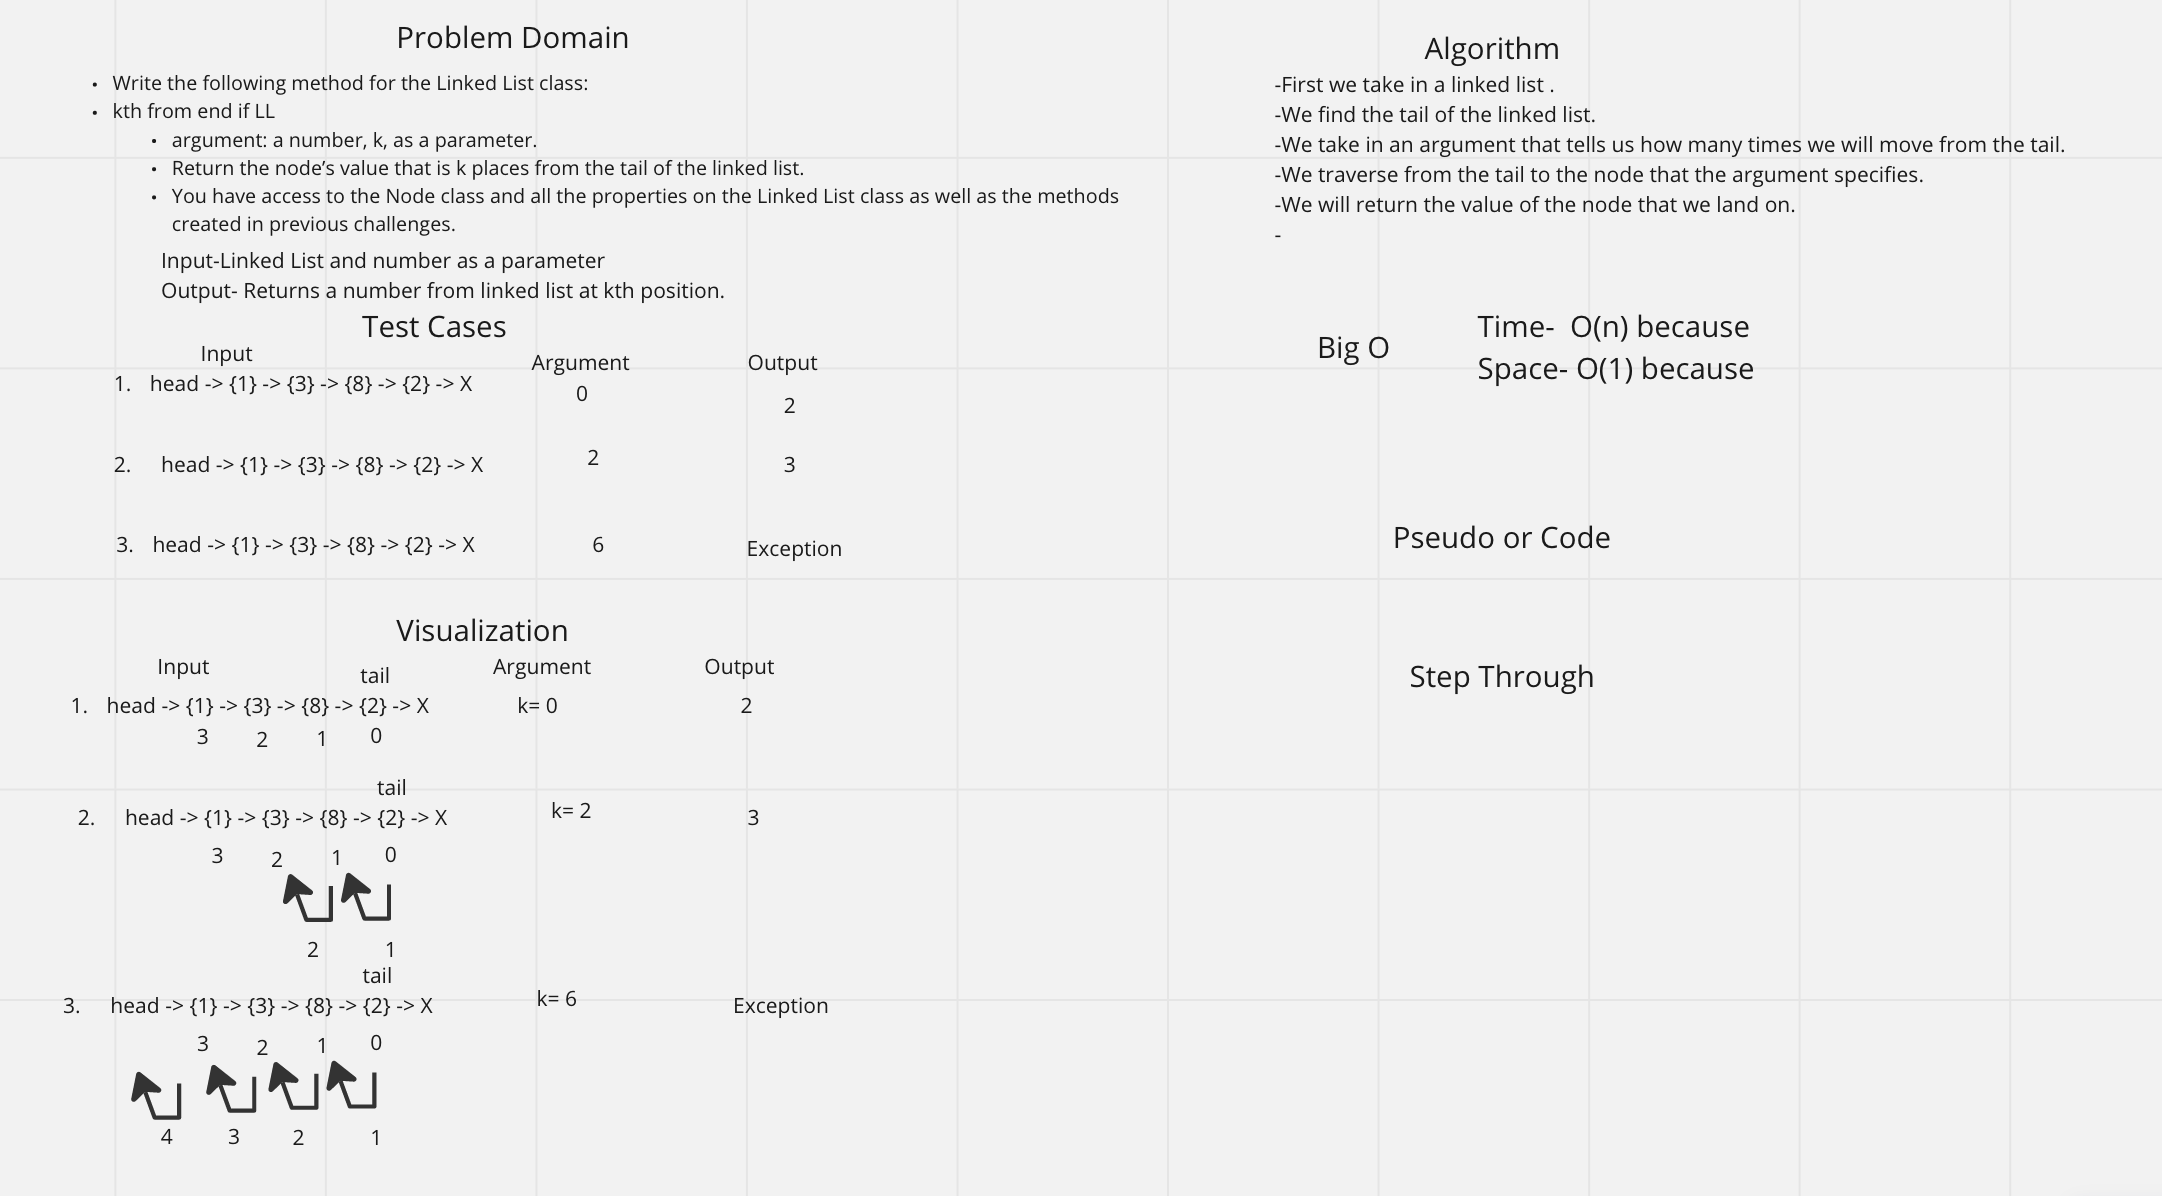 Problem Domain
• Write the following method for the Linked List class:
• kth from end if LL
• argument: a number, k, as a parameter.
• Return the node’s value that is k places from the tail of the linked list.
• You have access to the Node class and all the properties on the Linked List class as well as the methods
created in previous challenges.
Input-Linked List and number as a parameter
Output- Returns a number from linked list at kth position.
Test Cases
Input Argument Output
1. head -> {1} -> {3} -> {8} -> {2} -> X 0 2
2. head -> {1} -> {3} -> {8} -> {2} -> X 2 3
3. head -> {1} -> {3} -> {8} -> {2} -> X 6 Exception
Visualization
Input Argument Output
tail
1. head -> {1} -> {3} -> {8} -> {2} -> X k= 0 2
3 2 1 0
tail
2. head -> {1} -> {3} -> {8} -> {2} -> X k= 2 3
3 2 1 0
2 1
tail
3. head -> {1} -> {3} -> {8} -> {2} -> X k= 6 Exception
3 2 1 0
4 3 2 1
Algorithm
-First we take in a linked list .
-We find the tail of the linked list.
-We take in an argument that tells us how many times we will move from the tail.
-We traverse from the tail to the node that the argument specifies.
-We will return the value of the node that we land on.
-
Big O
Time- O(n) because
Space- O(1) because
Pseudo or Code
Step Through